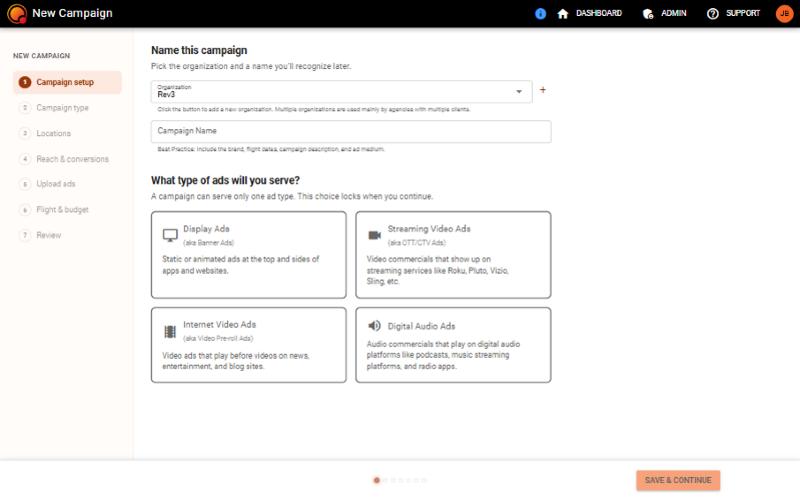 New Campaign
DASHBOARD
ADMIN
SUPPORT
JB
NEW CAMPAIGN
1 Campaign setup
2 Campaign type
3 Locations
4 Reach & conversions
5 Upload ads
6 Flight & budget
7 Review
Name this campaign
Pick the organization and a name you'll recognize later.
Organization
Rev3
+
Click the button to add a new organization. Multiple organizations are used mainly by agencies with multiple clients.
Campaign Name
Best Practice: Include the brand, flight dates, campaign description, and ad medium.
What type of ads will you serve?
A campaign can serve only one ad type. This choice locks when you continue.
Display Ads
(aka Banner Ads)
Static or animated ads at the top and sides of
apps and websites.
Streaming Video Ads
(aka OTT/CTV Ads)
Video commercials that show up on
streaming services like Roku, Pluto, Vizio,
Sling, etc.
Internet Video Ads
(aka Video Pre-roll Ads)
Video ads that play before videos on news,
entertainment, and blog sites.
Digital Audio Ads
Audio commercials that play on digital audio
platforms like podcasts, music streaming
platforms, and radio apps.
SAVE & CONTINUE